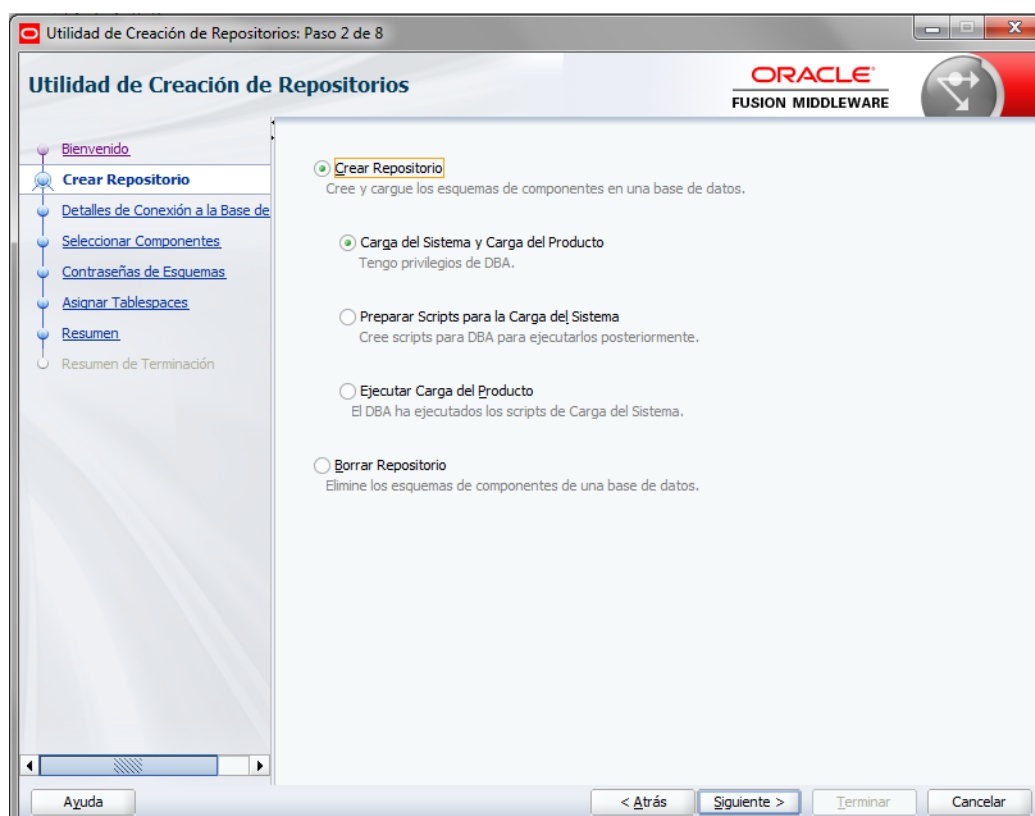 Utilidad de Creación de Repositorios: Paso 2 de 8
Utilidad de Creación de Repositorios
ORACLE
FUSION MIDDLEWARE
Bienvenido
Crear Repositorio
Detalles de Conexión a la Base de
Seleccionar Componentes
Contraseñas de Esquemas
Asignar Tablespaces
Resumen
Resumen de Terminación
Crear Repositorio
Cree y cargue los esquemas de componentes en una base de datos.
Carga del Sistema y Carga del Producto
Tengo privilegios de DBA.
Preparar Scripts para la Carga del Sistema
Cree scripts para DBA para ejecutarlos posteriormente.
Ejecutar Carga del Producto
El DBA ha ejecutados los scripts de Carga del Sistema.
Borrar Repositorio
Elimine los esquemas de componentes de una base de datos.
Ayuda
< Atrás
Siguiente >
Terminar
Cancelar